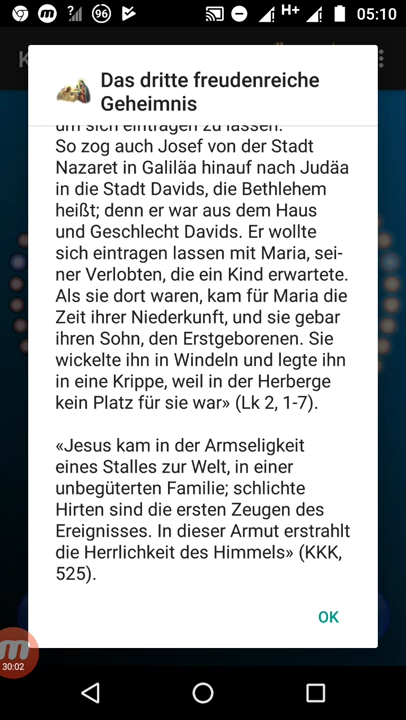 96
H+
05:10
K
Das dritte freudenreiche
Geheimnis
um sich eintragen zu lassen.
So zog auch Josef von der Stadt
Nazaret in Galiläa hinauf nach Judäa
in die Stadt Davids, die Bethlehem
heißt; denn er war aus dem Haus
und Geschlecht Davids. Er wollte
sich eintragen lassen mit Maria, sei-
ner Verlobten, die ein Kind erwartete.
Als sie dort waren, kam für Maria die
Zeit ihrer Niederkunft, und sie gebar
ihren Sohn, den Erstgeborenen. Sie
wickelte ihn in Windeln und legte ihn
in eine Krippe, weil in der Herberge
kein Platz für sie war» (Lk 2, 1-7).
«Jesus kam in der Armseligkeit
eines Stalles zur Welt, in einer
unbegüterten Familie; schlichte
Hirten sind die ersten Zeugen des
Ereignisses. In dieser Armut erstrahlt
die Herrlichkeit des Himmels» (KKK,
525).
OK
30:02